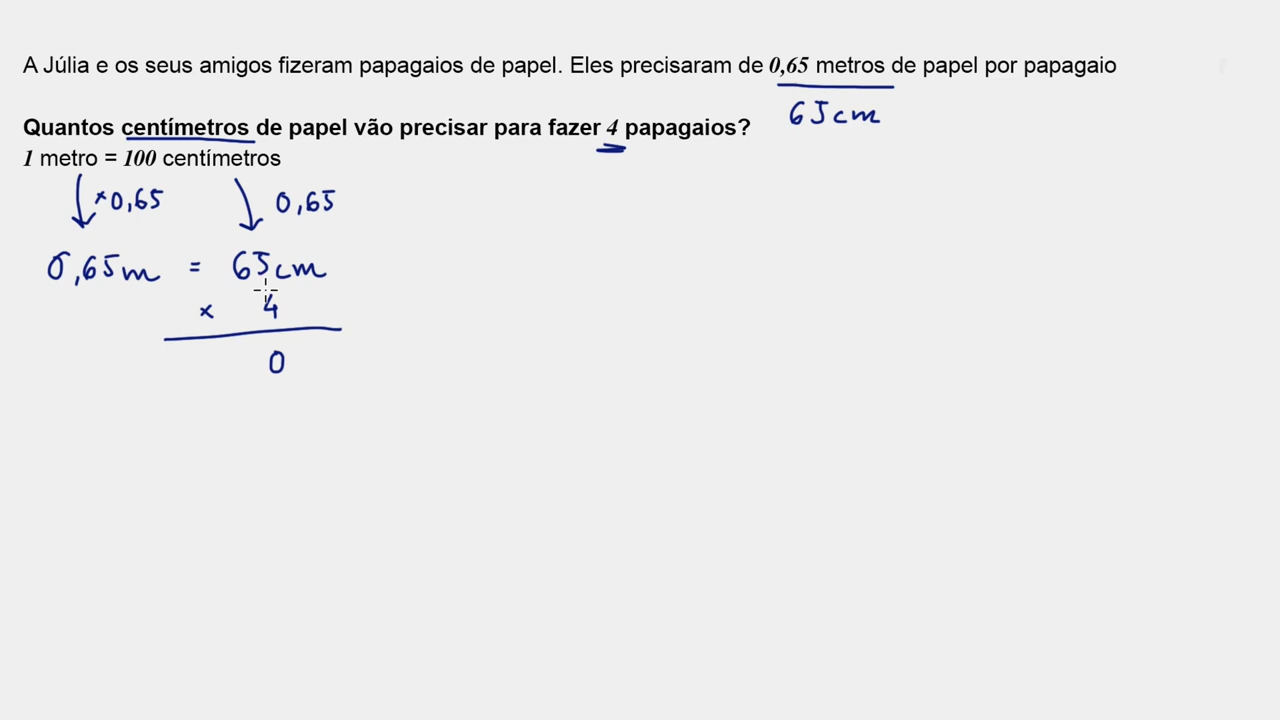 A Júlia e os seus amigos fizeram papagaios de papel. Eles precisaram de 0,65 metros de papel por papagaio
65cm
Quantos centímetros de papel vão precisar para fazer 4 papagaios?
1 metro = 100 centímetros
×0,65 0,65
0,65m = 65cm
× 4
0